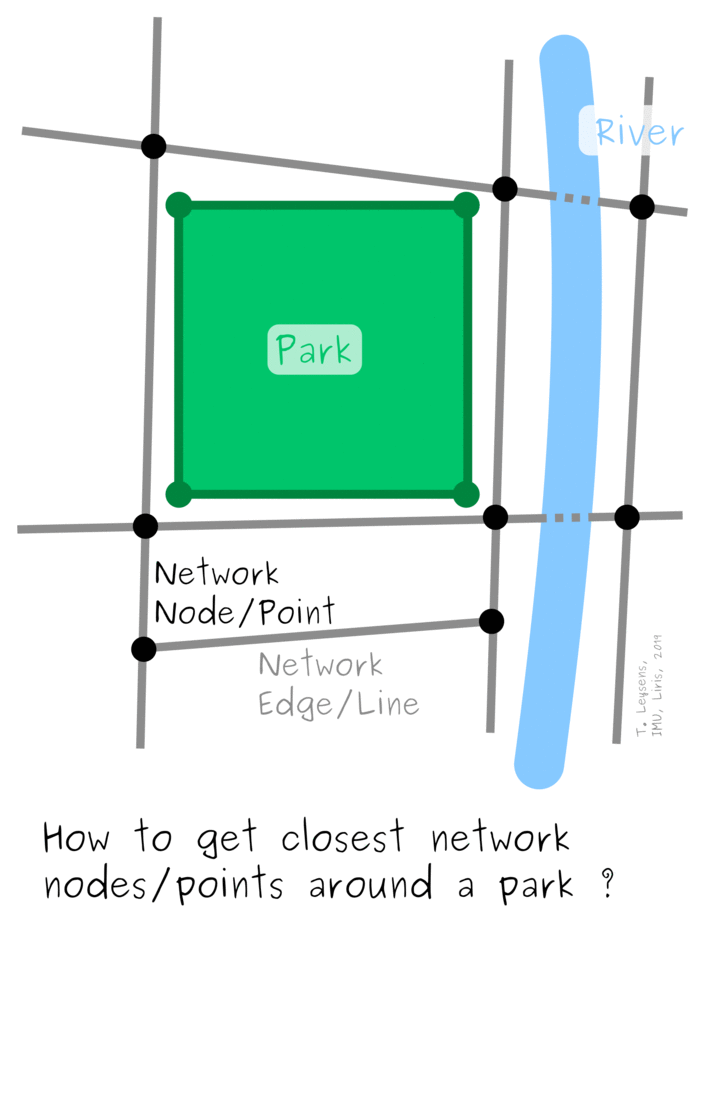 River
Park
Network
Node/Point
Network
Edge/Line
T. Leysens,
IMU, Liris, 2019
How to get closest network
nodes/points around a park ?